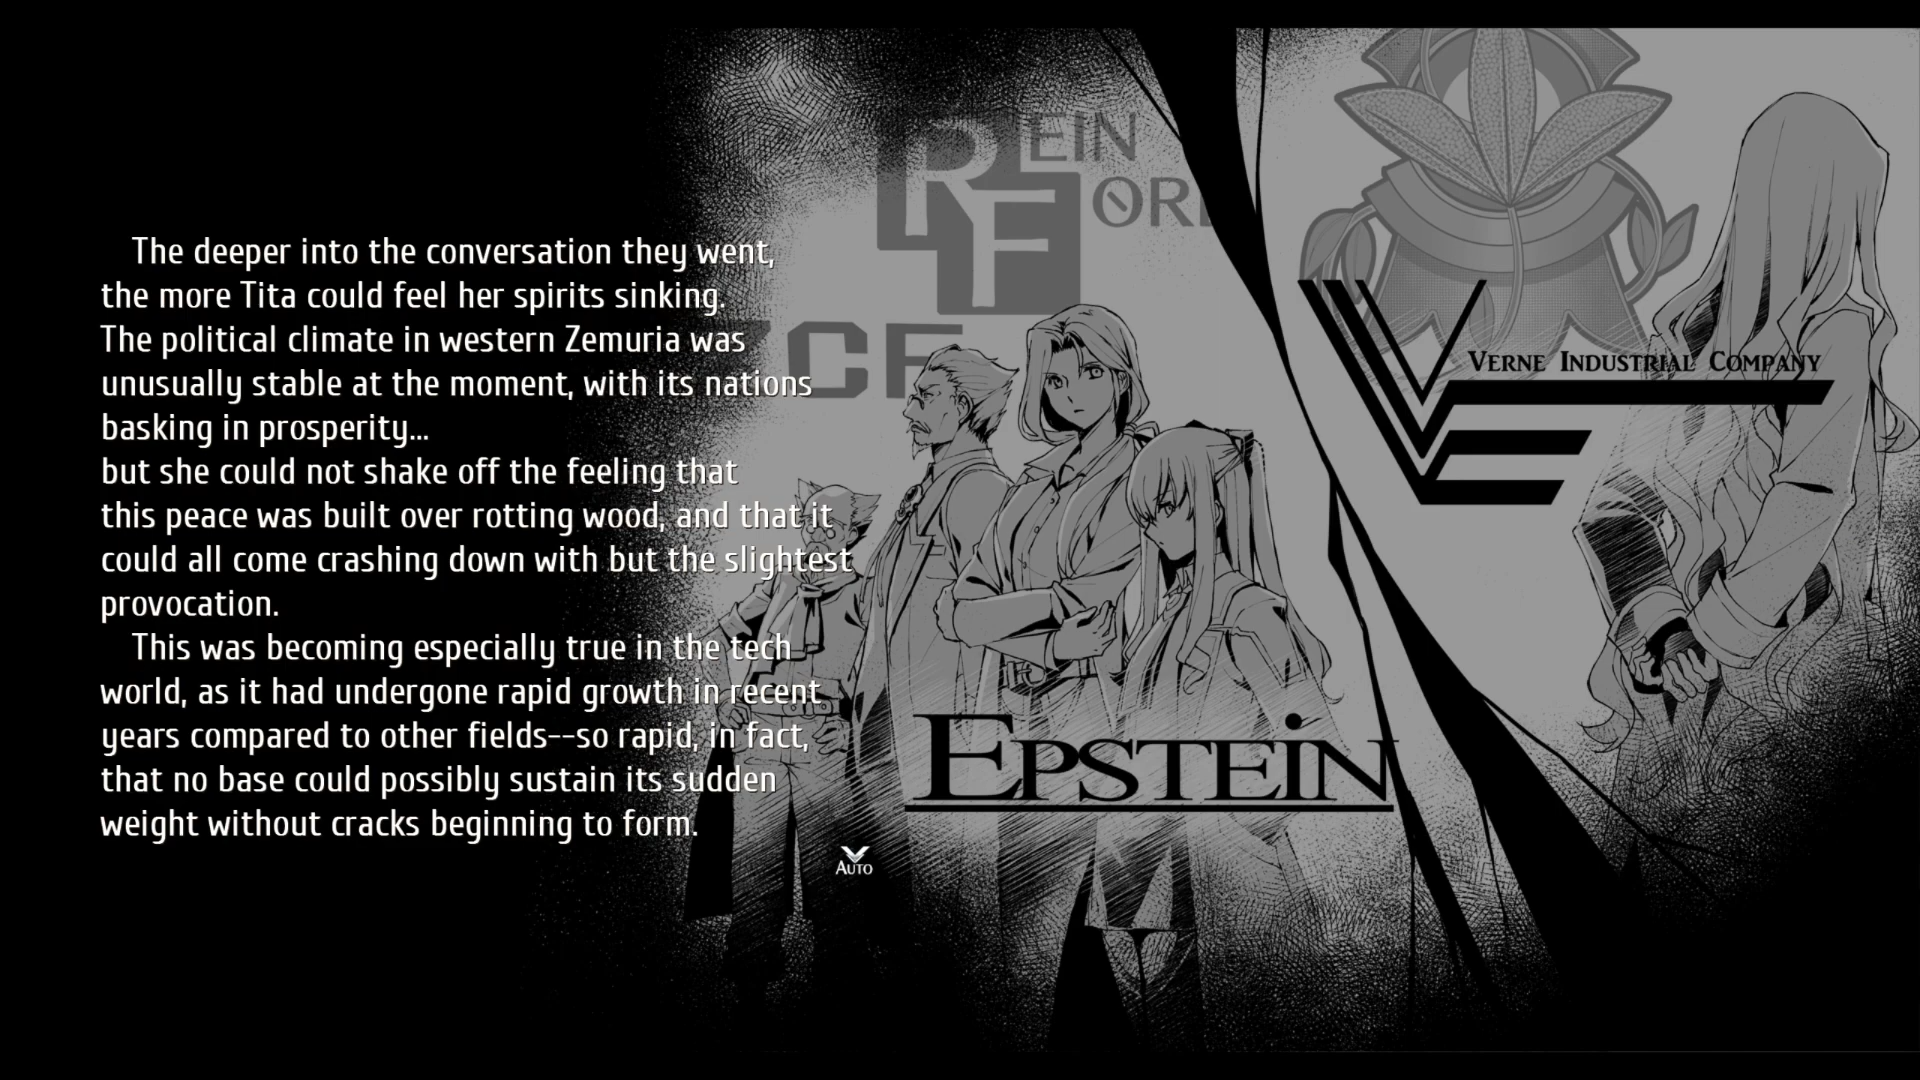 The deeper into the conversation they went,
the more Tita could feel her spirits sinking.
The political climate in western Zemuria was
unusually stable at the moment, with its nations
basking in prosperity...
but she could not shake off the feeling that
this peace was built over rotting wood, and that it
could all come crashing down with but the slightest
provocation.
This was becoming especially true in the tech
world, as it had undergone rapid growth in recent
years compared to other fields--so rapid, in fact,
that no base could possibly sustain its sudden
weight without cracks beginning to form.
AUTO
REIN
FORE
RF
ZCF
EPSTEIN
VERNE INDUSTRIAL COMPANY